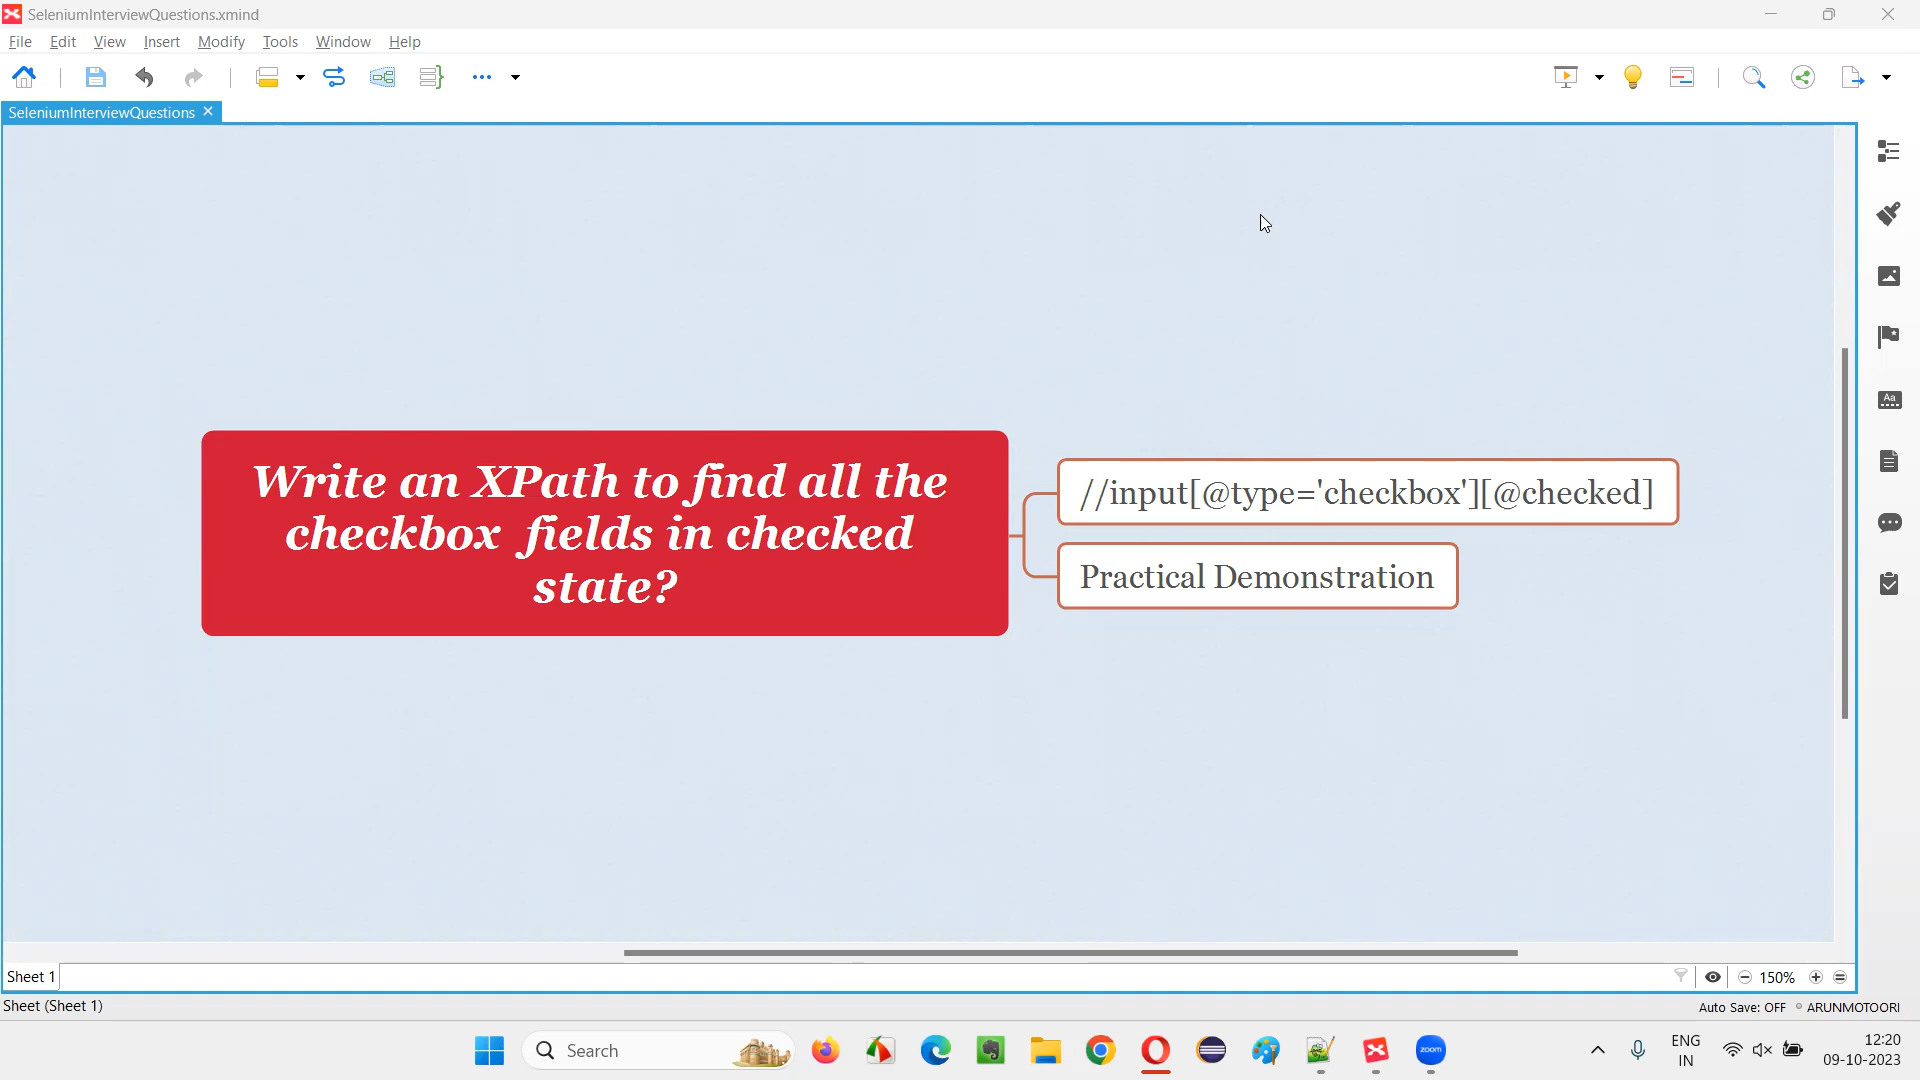 SeleniumInterviewQuestions.xmind
File Edit View Insert Modify Tools Window Help
SeleniumInterviewQuestions
Write an XPath to find all the
checkbox fields in checked
state?
//input[@type='checkbox'][@checked]
Practical Demonstration
Aa
Sheet 1
150%
Sheet (Sheet 1)
Auto Save: OFF
ARUNMOTOORI
Search
zoom
ENG
IN
12:20
09-10-2023